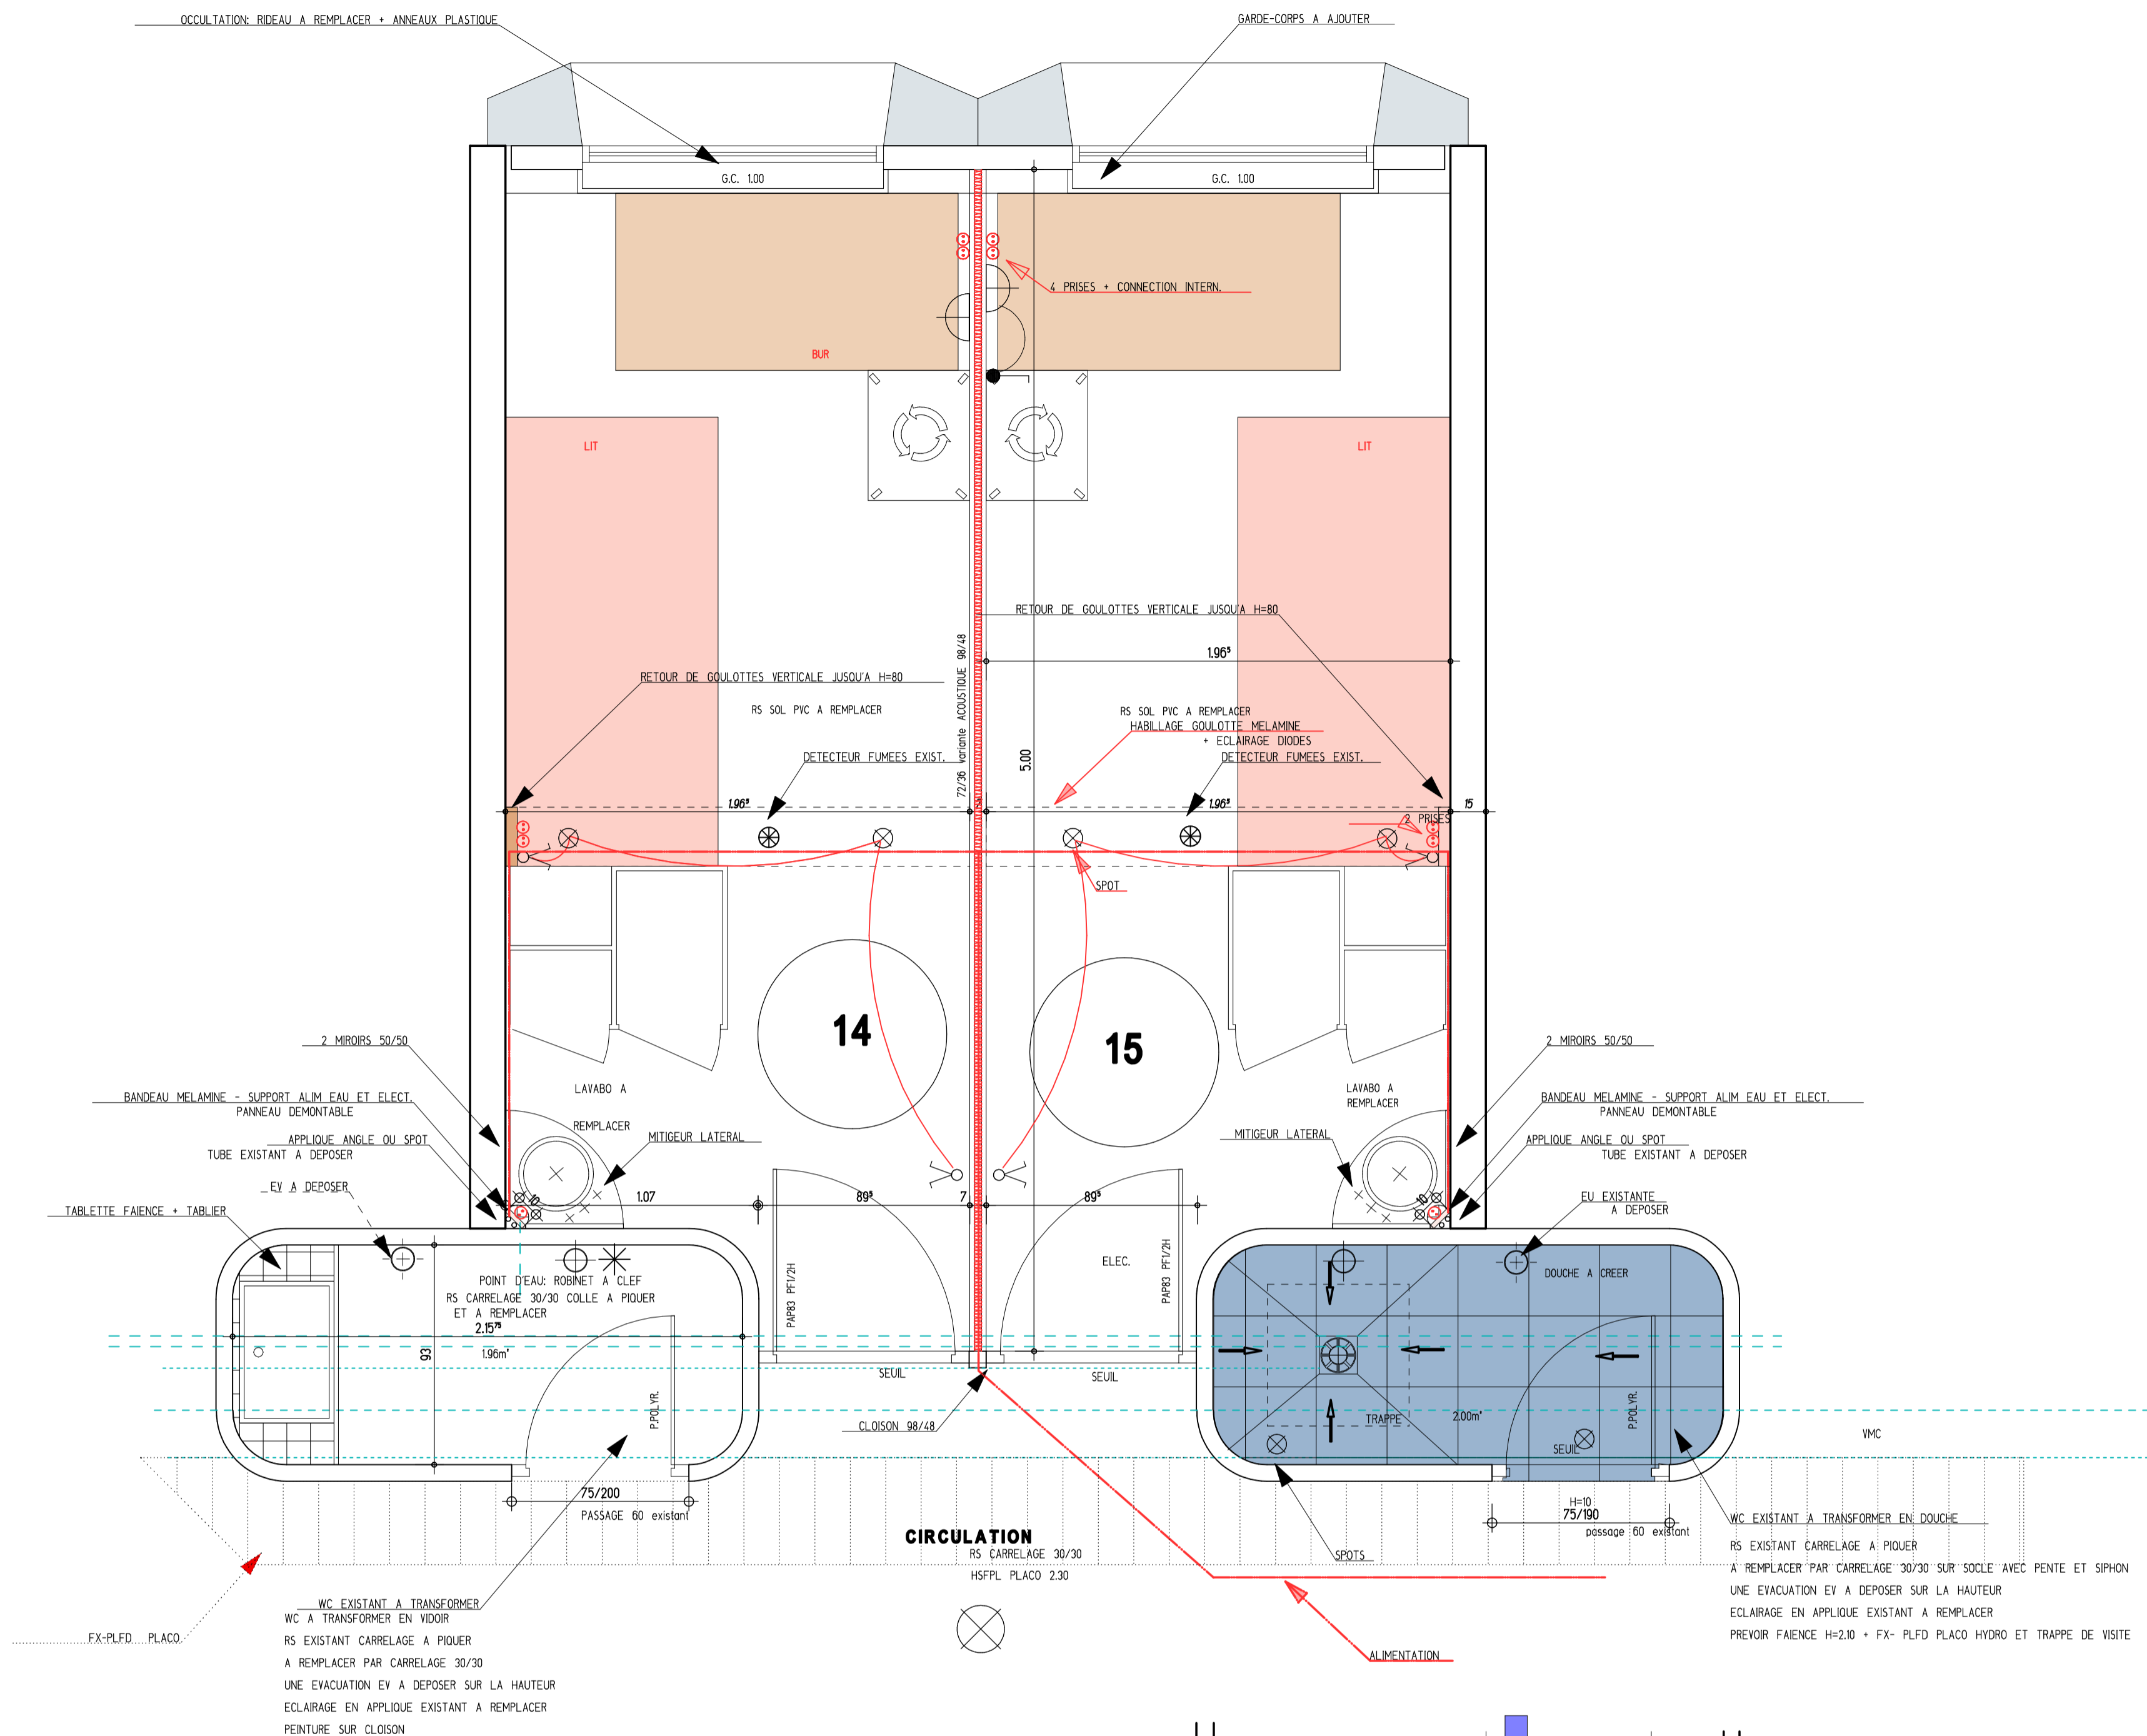 OCCULTATION: RIDEAU A REMPLACER + ANNEAUX PLASTIQUE
GARDE-CORPS A AJOUTER
G.C. 1.00
G.C. 1.00
4 PRISES + CONNECTION INTERN.
BUR
LIT
LIT
RETOUR DE GOULOTTES VERTICALE JUSQU'A H=80
1.96⁵
RETOUR DE GOULOTTES VERTICALE JUSQU'A H=80
72/36 variante ACOUSTIQUE 98/48
RS SOL PVC A REMPLACER
RS SOL PVC A REMPLACER
HABILLAGE GOULOTTE MELAMINE
+ ECLAIRAGE DIODES
DETECTEUR FUMEES EXIST.
DETECTEUR FUMEES EXIST.
5.00
1.96⁵
1.96⁵
15
2 PRISES
SPOT
14
15
2 MIROIRS 50/50
2 MIROIRS 50/50
LAVABO A
REMPLACER
LAVABO A
REMPLACER
BANDEAU MELAMINE - SUPPORT ALIM EAU ET ELECT.
PANNEAU DEMONTABLE
BANDEAU MELAMINE - SUPPORT ALIM EAU ET ELECT.
PANNEAU DEMONTABLE
APPLIQUE ANGLE OU SPOT
TUBE EXISTANT A DEPOSER
MITIGEUR LATERAL
MITIGEUR LATERAL
APPLIQUE ANGLE OU SPOT
TUBE EXISTANT A DEPOSER
EV A DEPOSER
EU EXISTANTE
A DEPOSER
TABLETTE FAIENCE + TABLIER
10
1.07
89⁵
7
89⁵
10
POINT D'EAU: ROBINET A CLEF
RS CARRELAGE 30/30 COLLE A PIQUER
ET A REMPLACER
2.15⁷⁵
1.96m²
93
PAP83 PF1/2H
ELEC.
PAP83 PF1/2H
DOUCHE A CREER
SEUIL
SEUIL
P.POLYR.
P.POLYR.
CLOISON 98/48
TRAPPE
2.00m²
SEUIL
VMC
75/200
PASSAGE 60 existant
H=10
75/190
passage 60 existant
CIRCULATION
RS CARRELAGE 30/30
HSFPL PLACO 2.30
SPOTS
WC EXISTANT A TRANSFORMER EN DOUCHE
RS EXISTANT CARRELAGE A PIQUER
A REMPLACER PAR CARRELAGE 30/30 SUR SOCLE AVEC PENTE ET SIPHON
UNE EVACUATION EV A DEPOSER SUR LA HAUTEUR
ECLAIRAGE EN APPLIQUE EXISTANT A REMPLACER
PREVOIR FAIENCE H=2.10 + FX- PLFD PLACO HYDRO ET TRAPPE DE VISITE
FX-PLFD PLACO
WC EXISTANT A TRANSFORMER
WC A TRANSFORMER EN VIDOIR
RS EXISTANT CARRELAGE A PIQUER
A REMPLACER PAR CARRELAGE 30/30
UNE EVACUATION EV A DEPOSER SUR LA HAUTEUR
ECLAIRAGE EN APPLIQUE EXISTANT A REMPLACER
PEINTURE SUR CLOISON
ALIMENTATION